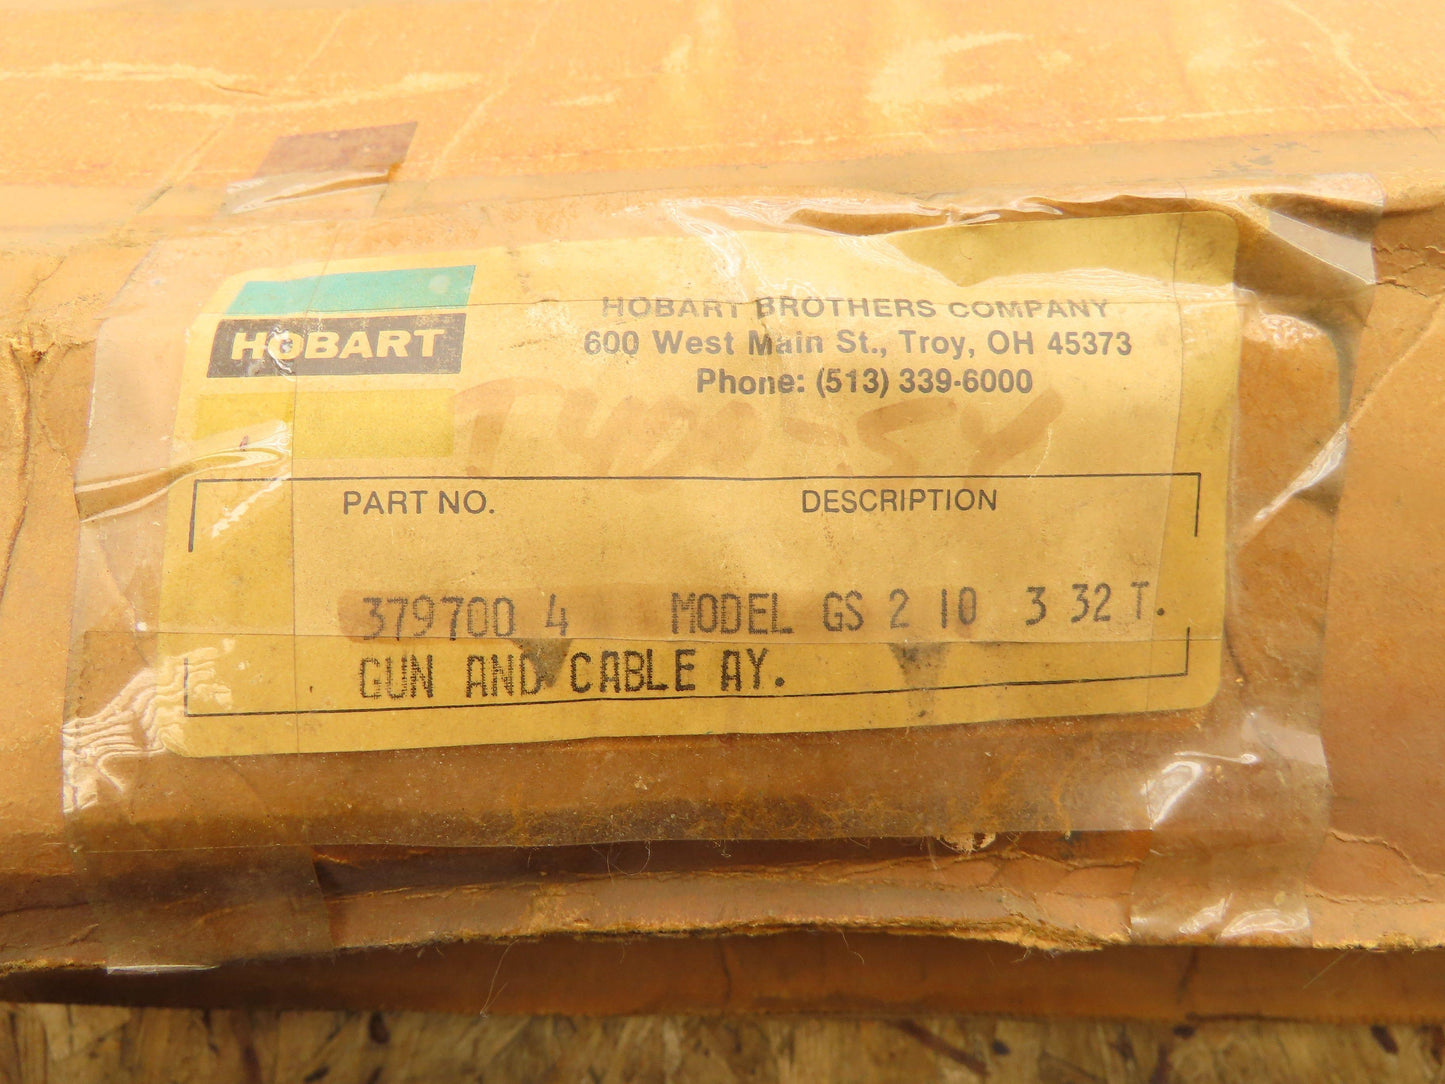 HOBART
HOBART BROTHERS COMPANY
600 West Main St., Troy, OH 45373
Phone: (513) 339-6000
PART NO. DESCRIPTION
379700 4 MODEL GS 2 10 3 32 T.
GUN AND CABLE AY.